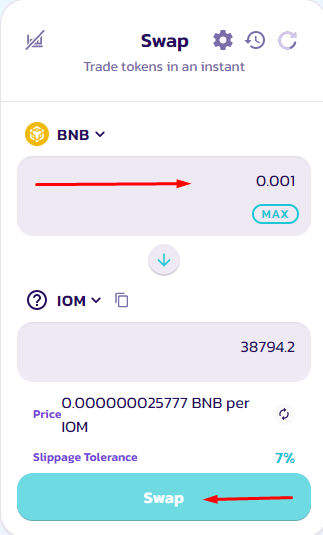 Swap
Trade tokens in an instant
BNB
0.001
MAX
IOM
38794.2
Price 0.000000025777 BNB per
IOM
Slippage Tolerance 7%
Swap